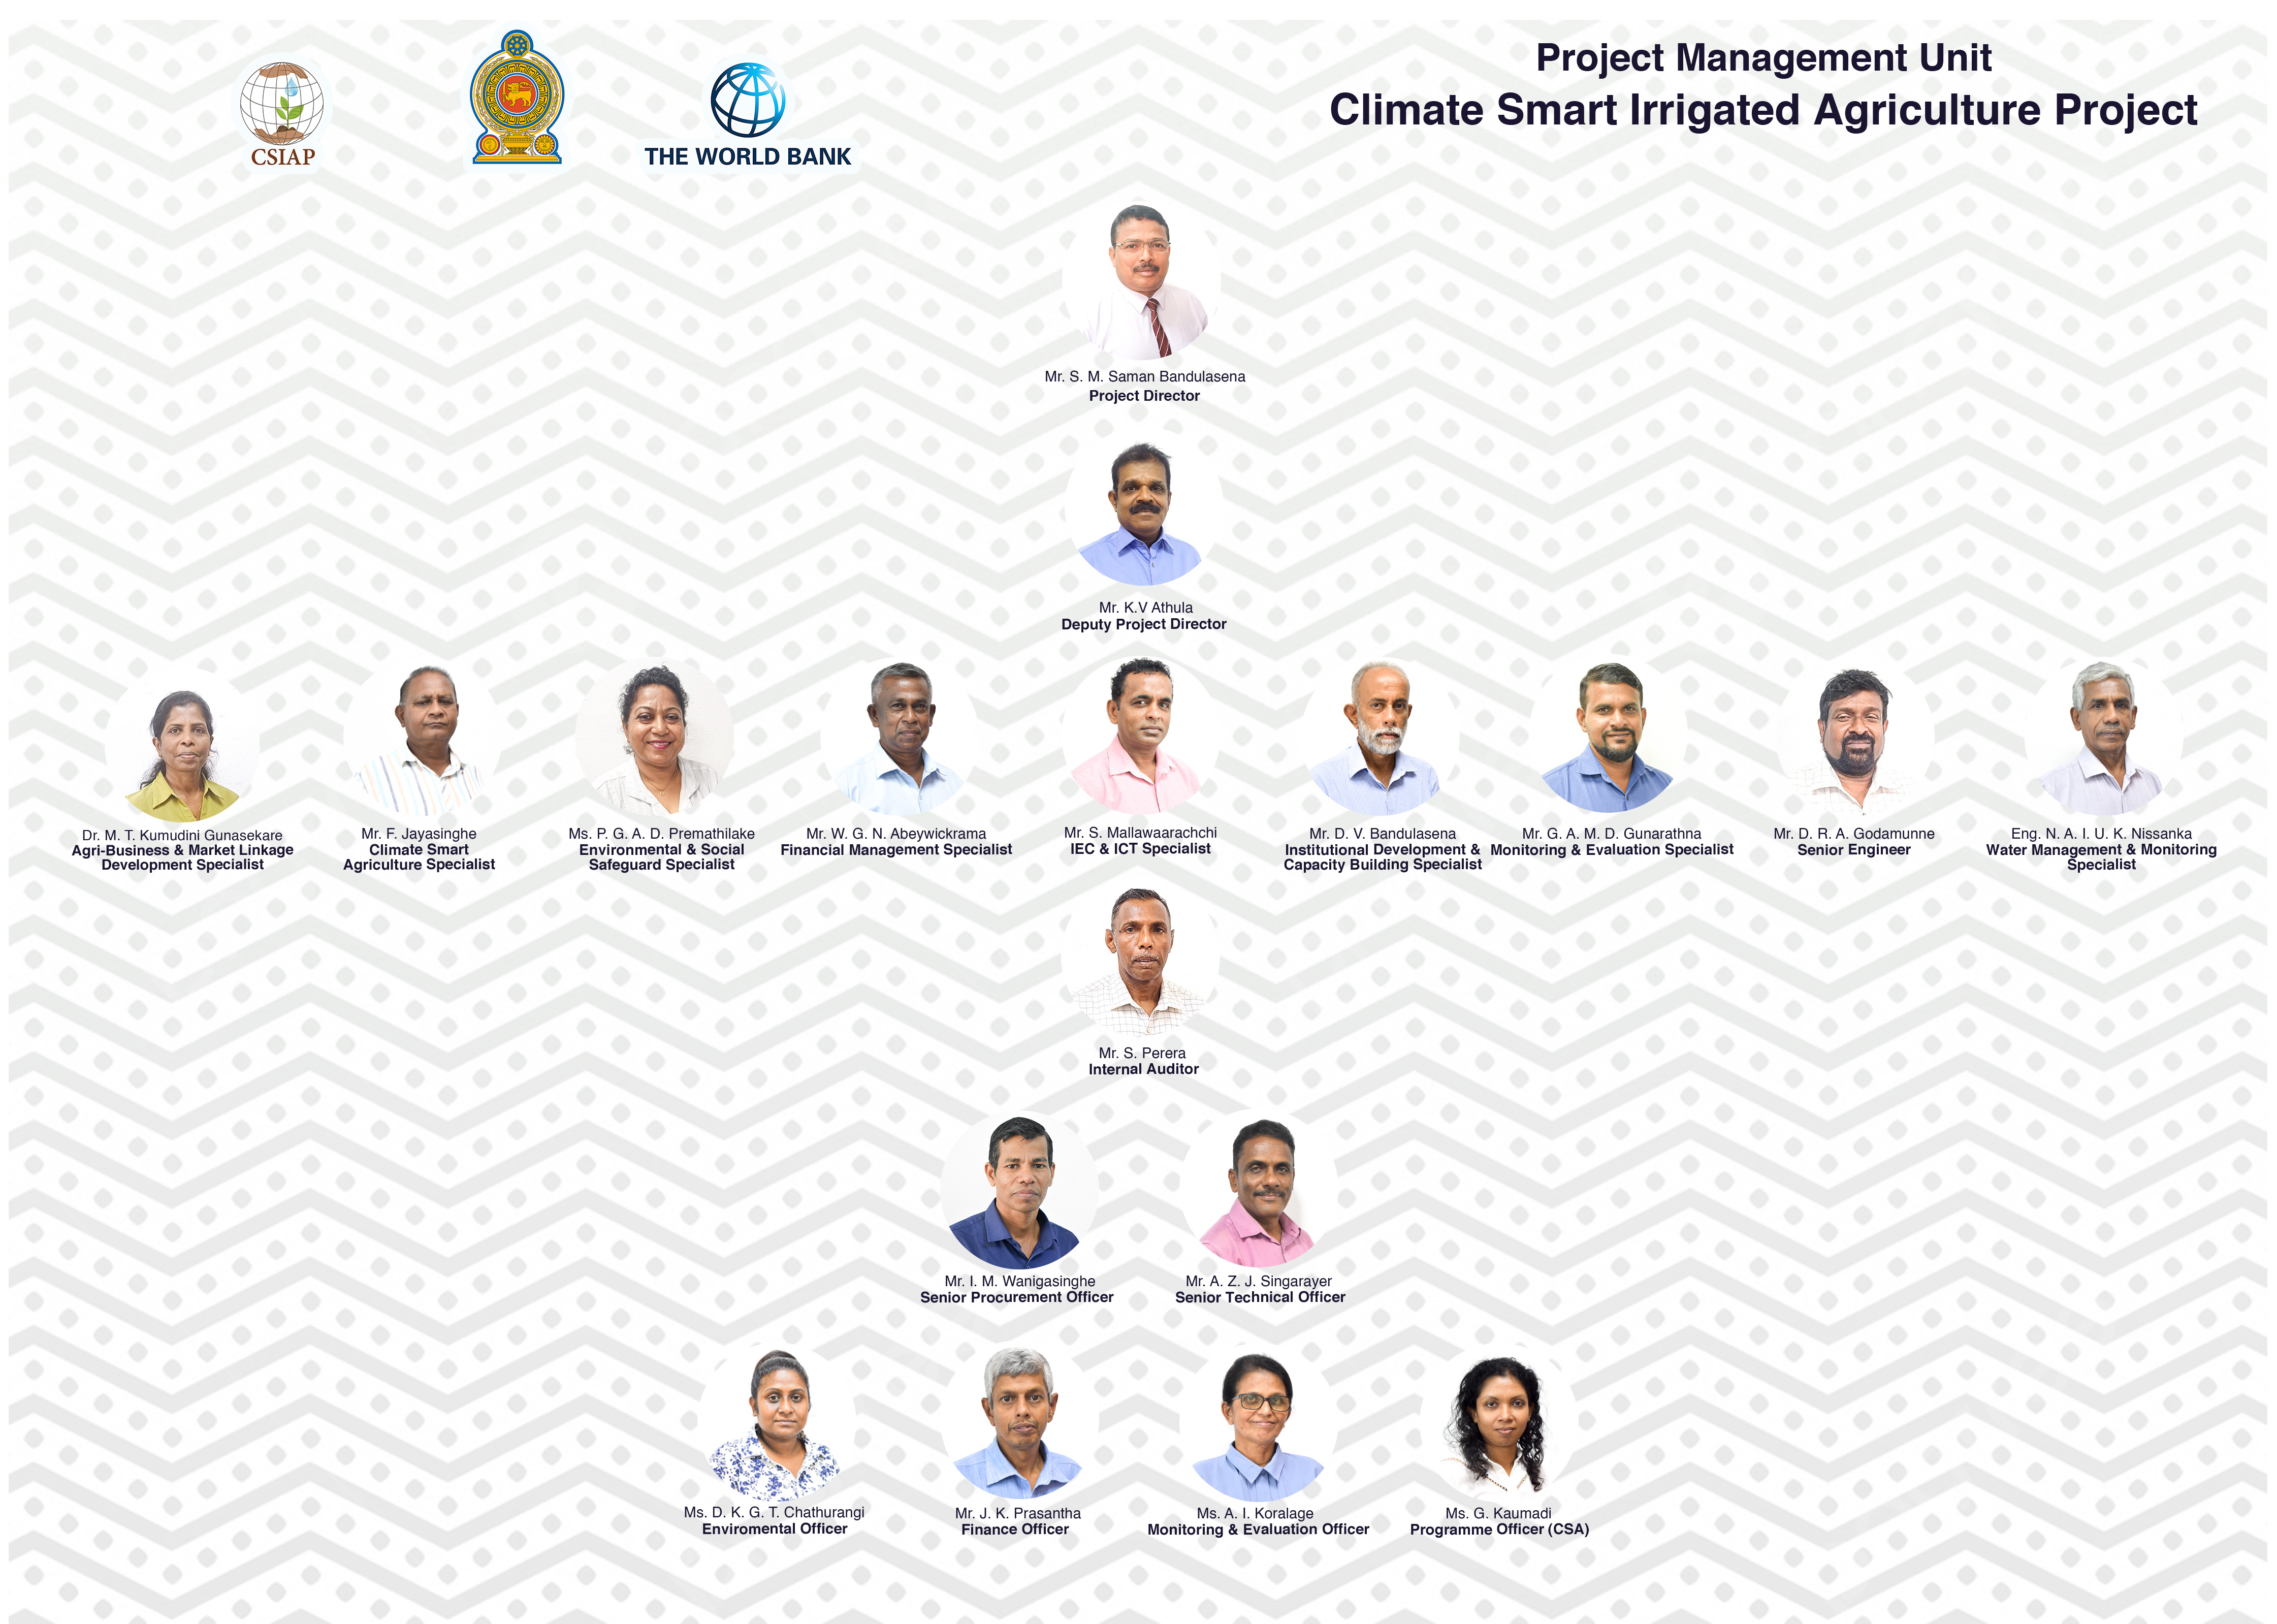 CSIAP
THE WORLD BANK
Project Management Unit
Climate Smart Irrigated Agriculture Project
Mr. S. M. Saman Bandulasena
Project Director
Mr. K.V Athula
Deputy Project Director
Dr. M. T. Kumudini Gunasekare
Agri-Business & Market Linkage
Development Specialist
Mr. F. Jayasinghe
Climate Smart
Agriculture Specialist
Ms. P. G. A. D. Premathilake
Environmental & Social
Safeguard Specialist
Mr. W. G. N. Abeywickrama
Financial Management Specialist
Mr. S. Mallawaarachchi
IEC & ICT Specialist
Mr. D. V. Bandulasena
Institutional Development &
Capacity Building Specialist
Mr. G. A. M. D. Gunarathna
Monitoring & Evaluation Specialist
Mr. D. R. A. Godamunne
Senior Engineer
Eng. N. A. I. U. K. Nissanka
Water Management & Monitoring
Specialist
Mr. S. Perera
Internal Auditor
Mr. I. M. Wanigasinghe
Senior Procurement Officer
Mr. A. Z. J. Singarayer
Senior Technical Officer
Ms. D. K. G. T. Chathurangi
Enviromental Officer
Mr. J. K. Prasantha
Finance Officer
Ms. A. I. Koralage
Monitoring & Evaluation Officer
Ms. G. Kaumadi
Programme Officer (CSA)